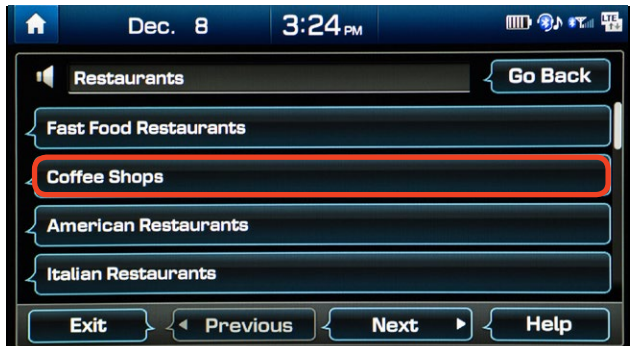 Dec. 8 3:24 PM LTE
Restaurants Go Back
Fast Food Restaurants
Coffee Shops
American Restaurants
Italian Restaurants
Exit Previous Next Help